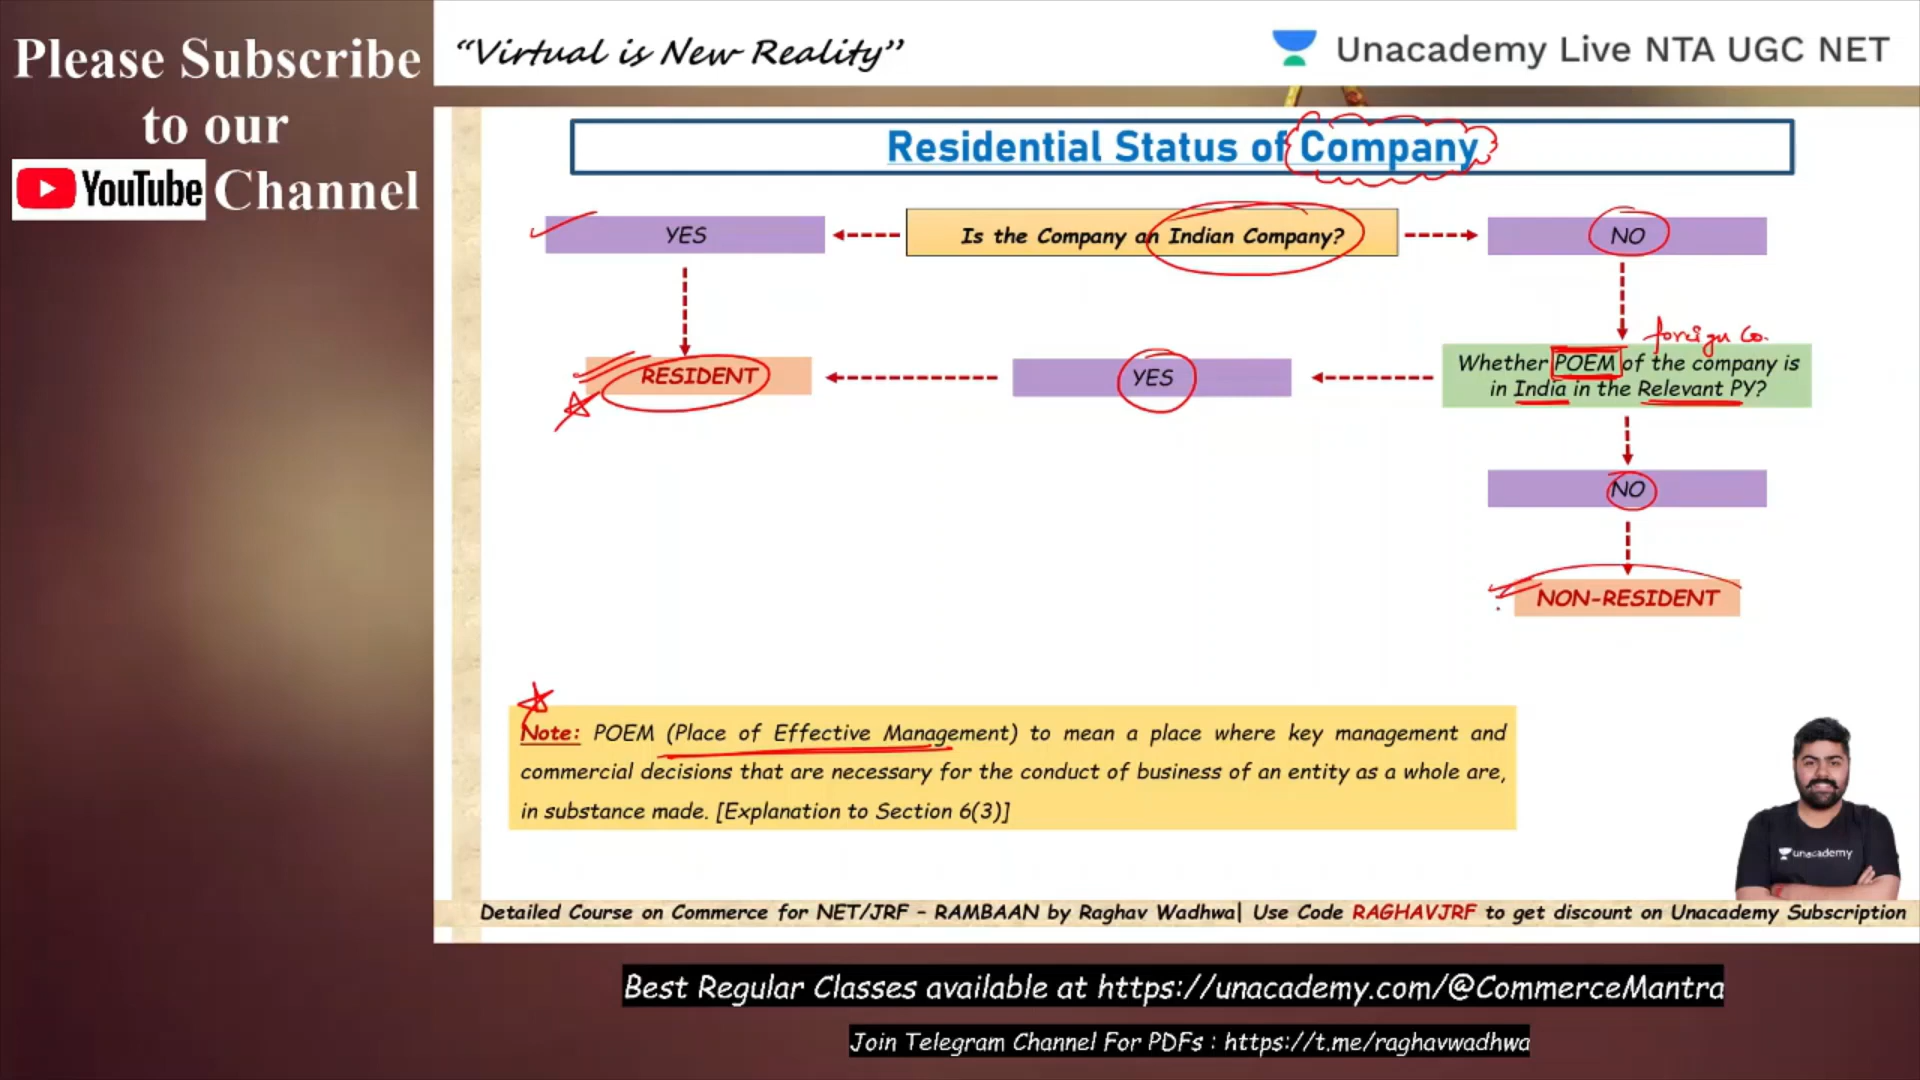 Please Subscribe
to our
YouTube Channel
“Virtual is New Reality”
Unacademy Live NTA UGC NET
Residential Status of Company
YES
Is the Company an Indian Company?
NO
foreign Co.
RESIDENT
YES
Whether POEM of the company is
in India in the Relevant PY?
NO
NON-RESIDENT
Note: POEM (Place of Effective Management) to mean a place where key management and
commercial decisions that are necessary for the conduct of business of an entity as a whole are,
in substance made. [Explanation to Section 6(3)]
unacademy
Detailed Course on Commerce for NET/JRF – RAMBAAN by Raghav Wadhwa| Use Code RAGHAVJRF to get discount on Unacademy Subscription
Best Regular Classes available at https://unacademy.com/@CommerceMantra
Join Telegram Channel For PDFs : https://t.me/raghavwadhwa